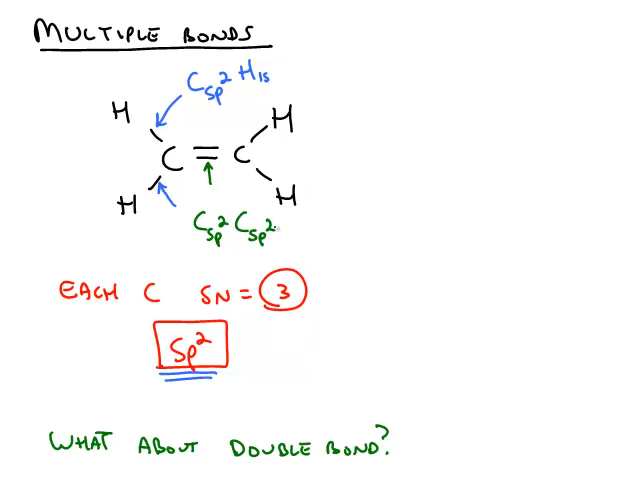 MULTIPLE BONDS
Csp² H1s
H H
C = C
H H
Csp² Csp²
EACH C SN = 3
Sp²
WHAT ABOUT DOUBLE BOND?